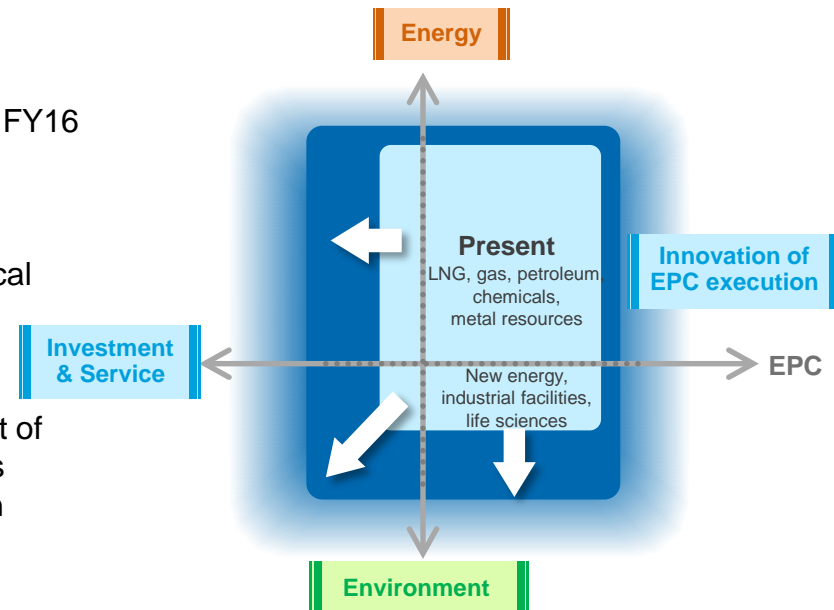 Energy
FY16
Present
LNG, gas, petroleum,
chemicals,
metal resources
Innovation of
EPC execution
Investment
& Service
EPC
New energy,
industrial facilities,
life sciences
t of
Environment